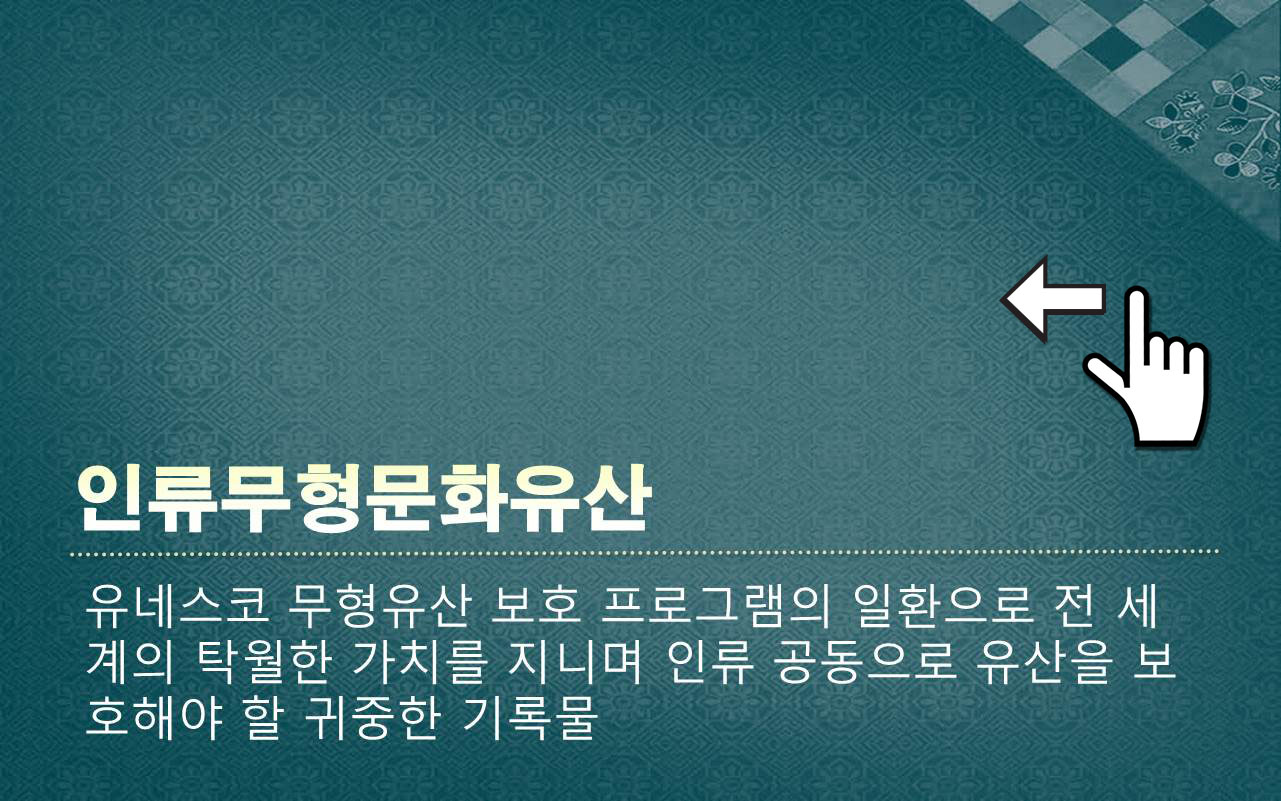 인류무형문화유산
유네스코 무형유산 보호 프로그램의 일환으로 전 세
계의 탁월한 가치를 지니며 인류 공동으로 유산을 보
호해야 할 귀중한 기록물